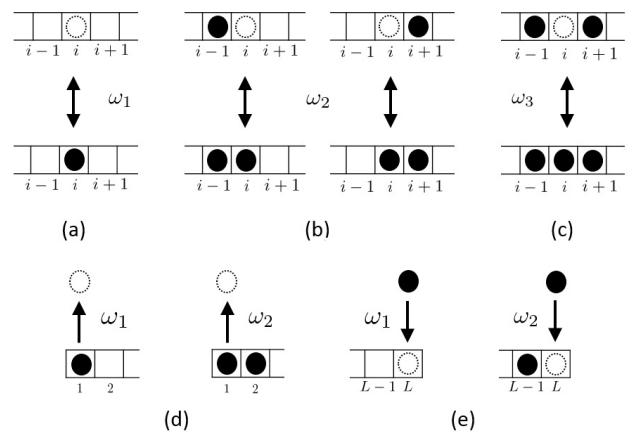 i − 1 i i + 1 i − 1 i i + 1 i − 1 i i + 1 i − 1 i i + 1
ω₁ ω₂ ω₃
i − 1 i i + 1 i − 1 i i + 1 i − 1 i i + 1 i − 1 i i + 1
(a) (b) (c)
ω₁ ω₂ ω₁ ω₂
1 2 1 2 L − 1 L L − 1 L
(d) (e)